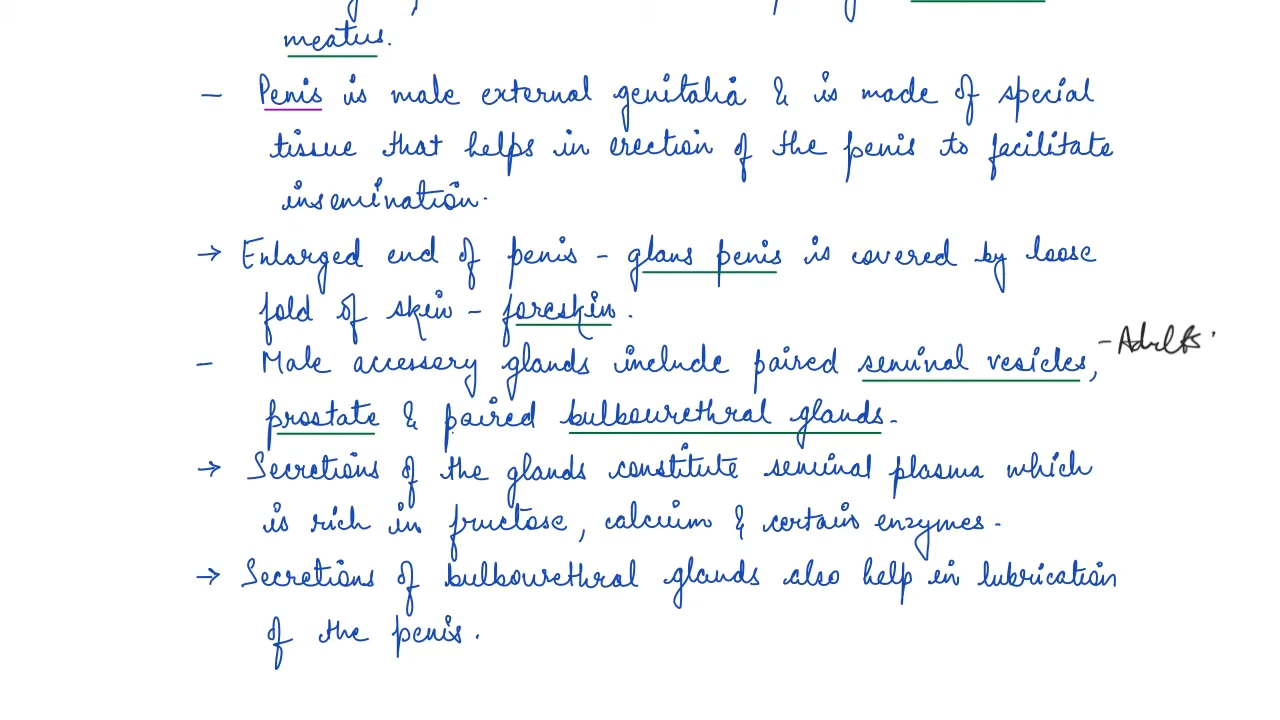 meatus.
- Penis is male external genitalia & is made of special
tissue that helps in erection of the penis to facilitate
insemination.
→ Enlarged end of penis - glans penis is covered by loose
fold of skin - foreskin.
- Male accessory glands include paired seminal vesicles, - Adults.
prostate & paired bulbourethral glands.
→ Secretions of the glands constitute seminal plasma which
is rich in fructose, calcium & certain enzymes.
→ Secretions of bulbourethral glands also help in lubrication
of the penis.